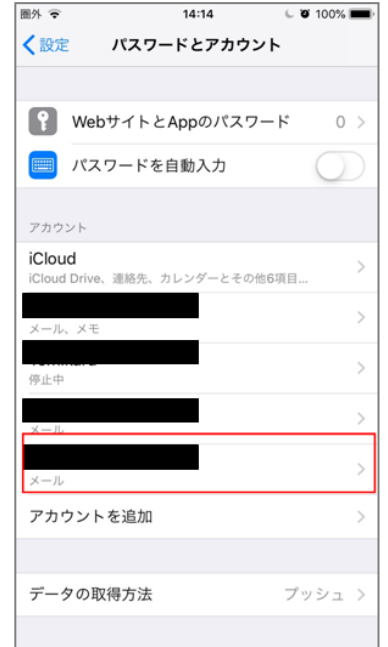 圏外 14:14 100%
設定 パスワードとアカウント
WebサイトとAppのパスワード 0
パスワードを自動入力
アカウント
iCloud
iCloud Drive、連絡先、カレンダーとその他6項目...
メール、メモ
停止中
メール
メール
アカウントを追加
データの取得方法 プッシュ